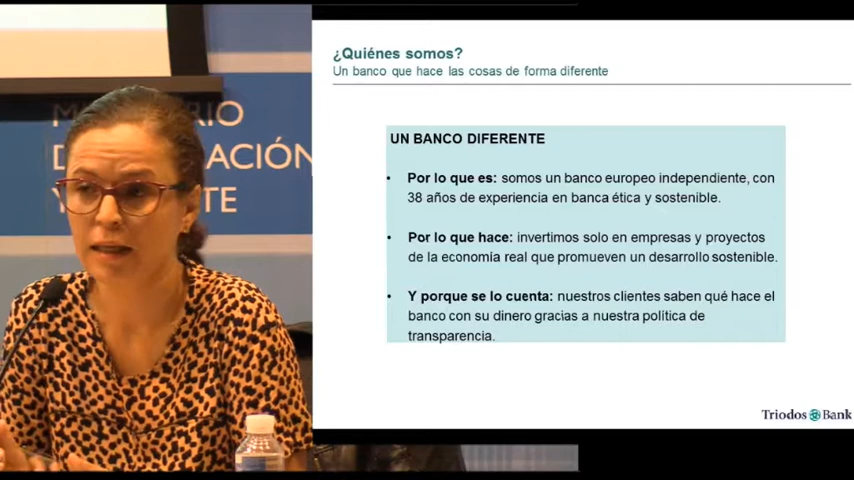 ¿Quiénes somos?
Un banco que hace las cosas de forma diferente
UN BANCO DIFERENTE
• Por lo que es: somos un banco europeo independiente, con
38 años de experiencia en banca ética y sostenible.
• Por lo que hace: invertimos solo en empresas y proyectos
de la economía real que promueven un desarrollo sostenible.
• Y porque se lo cuenta: nuestros clientes saben qué hace el
banco con su dinero gracias a nuestra política de
transparencia.
Triodos Bank